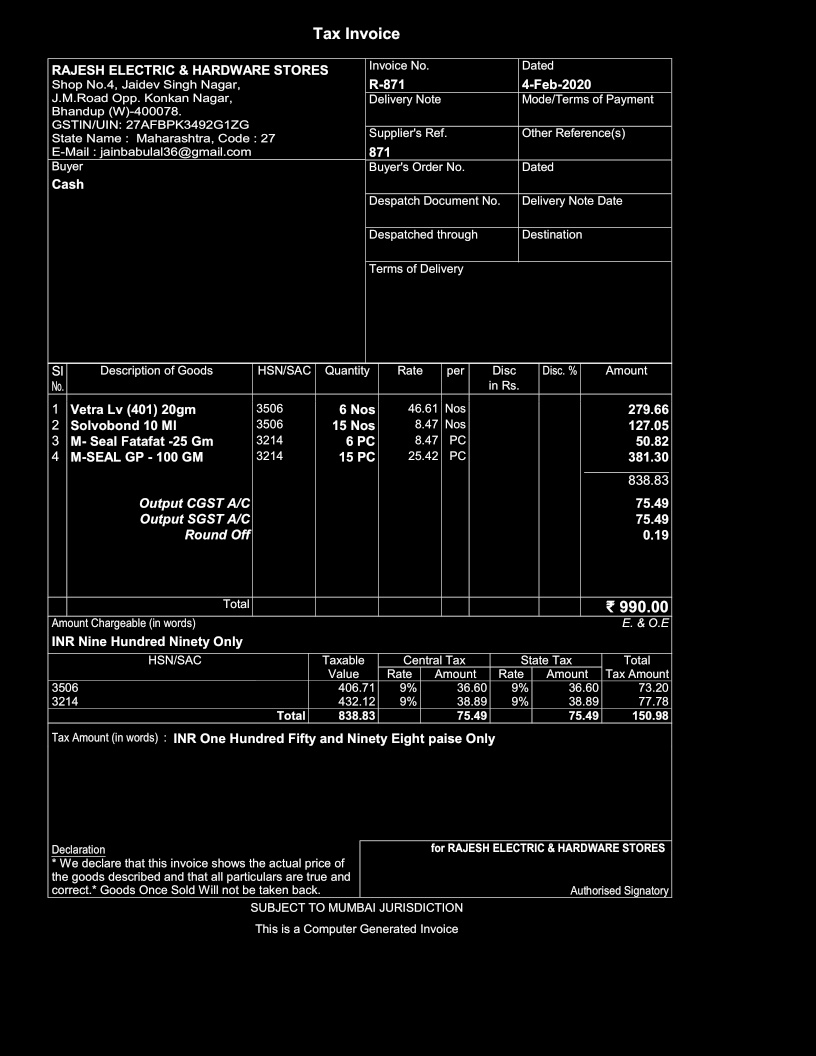 Tax Invoice
RAJESH ELECTRIC & HARDWARE STORES
Shop No.4, Jaidev Singh Nagar,
J.M.Road Opp. Konkan Nagar,
Bhandup (W)-400078.
GSTIN/UIN: 27AFBPK3492G1ZG
State Name : Maharashtra, Code : 27
E-Mail : jainbabulal36@gmail.com
Buyer
Cash
Invoice No. Dated
R-871 4-Feb-2020
Delivery Note Mode/Terms of Payment
Supplier's Ref. Other Reference(s)
871
Buyer's Order No. Dated
Despatch Document No. Delivery Note Date
Despatched through Destination
Terms of Delivery
Sl No. Description of Goods HSN/SAC Quantity Rate per Disc in Rs. Disc. % Amount
1 Vetra Lv (401) 20gm 3506 6 Nos 46.61 Nos 279.66
2 Solvobond 10 Ml 3506 15 Nos 8.47 Nos 127.05
3 M- Seal Fatafat -25 Gm 3214 6 PC 8.47 PC 50.82
4 M-SEAL GP - 100 GM 3214 15 PC 25.42 PC 381.30
838.83
Output CGST A/C 75.49
Output SGST A/C 75.49
Round Off 0.19
Total ₹ 990.00
Amount Chargeable (in words) E. & O.E
INR Nine Hundred Ninety Only
HSN/SAC Taxable Value Central Tax State Tax Total Tax Amount
Rate Amount Rate Amount
3506 406.71 9% 36.60 9% 36.60 73.20
3214 432.12 9% 38.89 9% 38.89 77.78
Total 838.83 75.49 75.49 150.98
Tax Amount (in words) : INR One Hundred Fifty and Ninety Eight paise Only
Declaration
* We declare that this invoice shows the actual price of
the goods described and that all particulars are true and
correct.* Goods Once Sold Will not be taken back.
for RAJESH ELECTRIC & HARDWARE STORES
Authorised Signatory
SUBJECT TO MUMBAI JURISDICTION
This is a Computer Generated Invoice